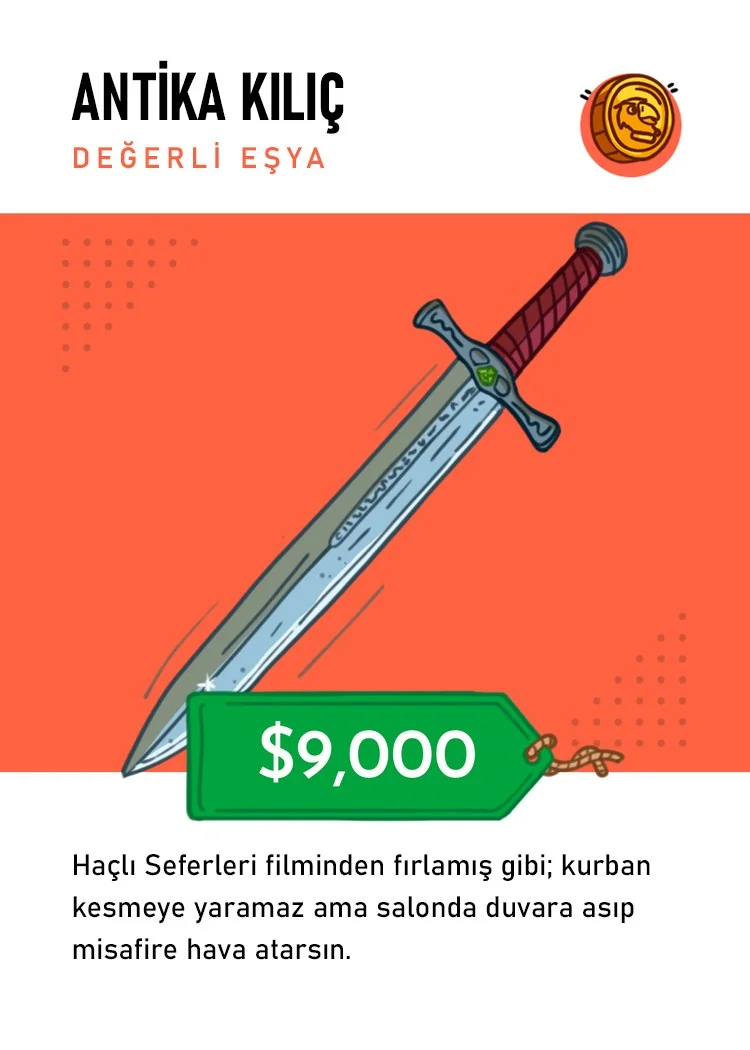 ANTİKA KILIÇ
DEĞERLİ EŞYA
$9,000
Haçlı Seferleri filminden fırlamış gibi; kurban
kesmeye yaramaz ama salonda duvara asıp
misafire hava atarsın.